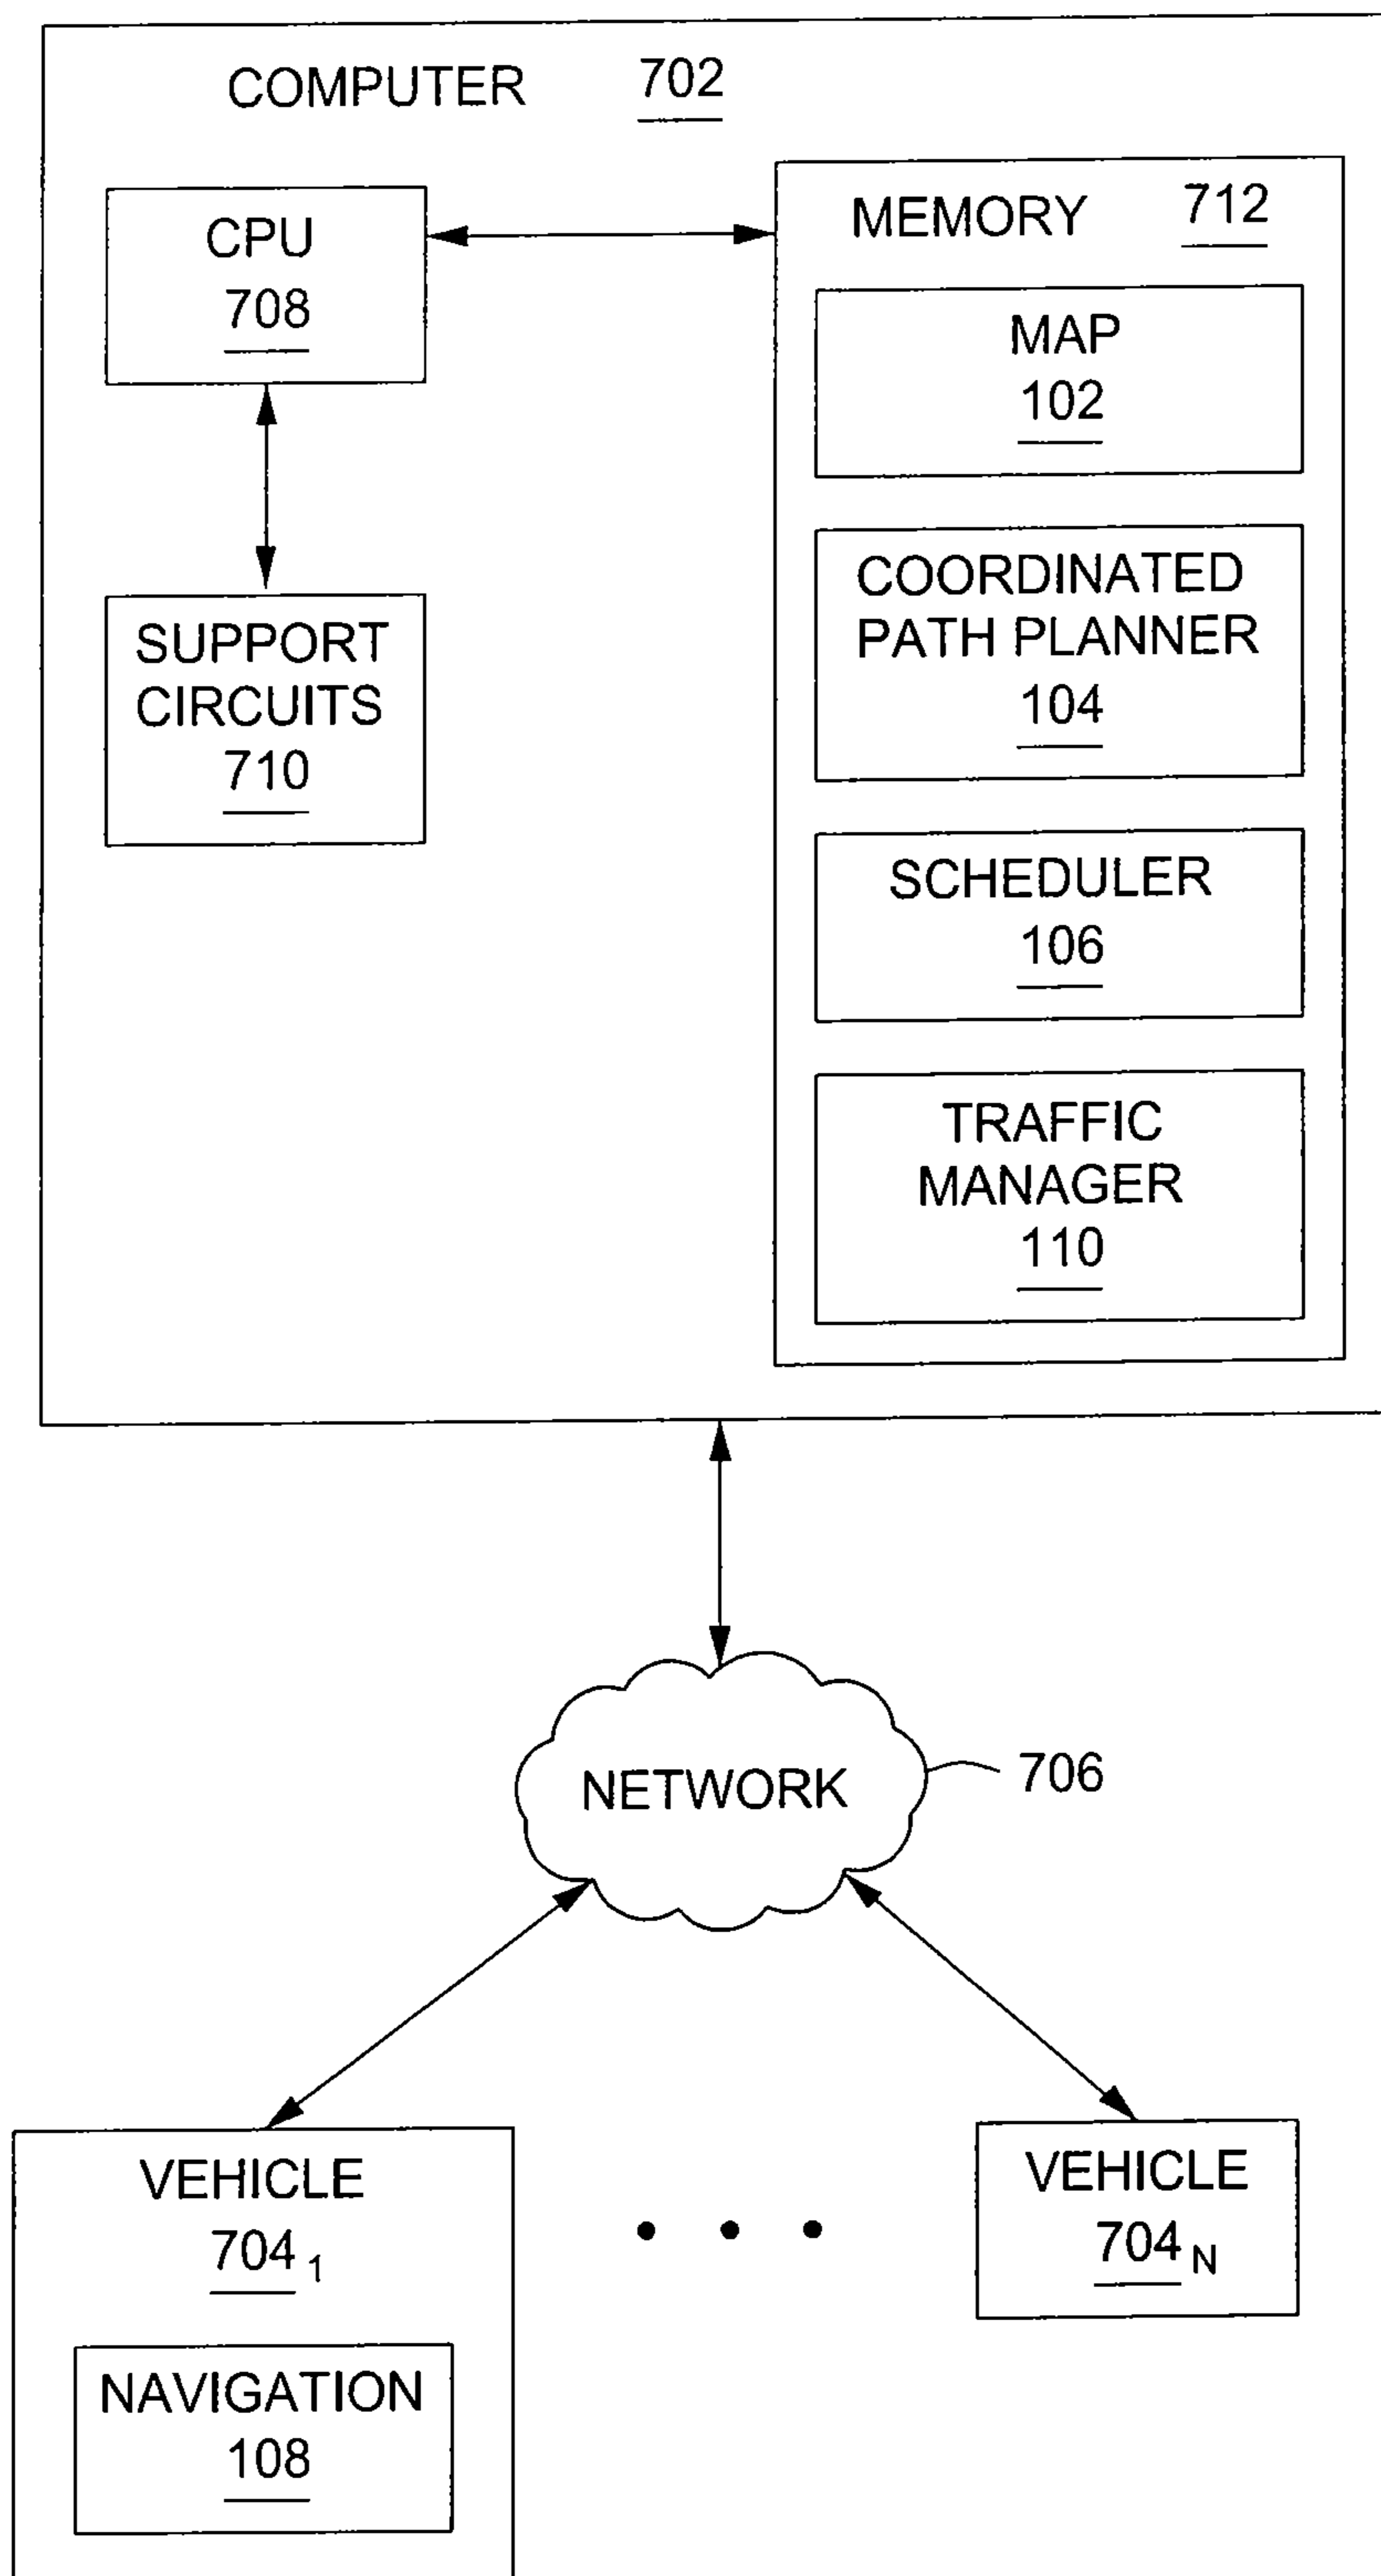 COMPUTER 702
CPU
708
SUPPORT
CIRCUITS
710
MEMORY 712
MAP
102
COORDINATED
PATH PLANNER
104
SCHEDULER
106
TRAFFIC
MANAGER
110
NETWORK
706
VEHICLE
704 1
NAVIGATION
108
VEHICLE
704 N